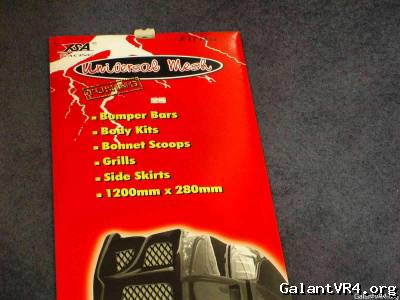 Universal Mesh
Bumper Bars
Body Kits
Bonnet Scoops
Grills
Side Skirts
1200mm x 280mm
GalantVR4.org